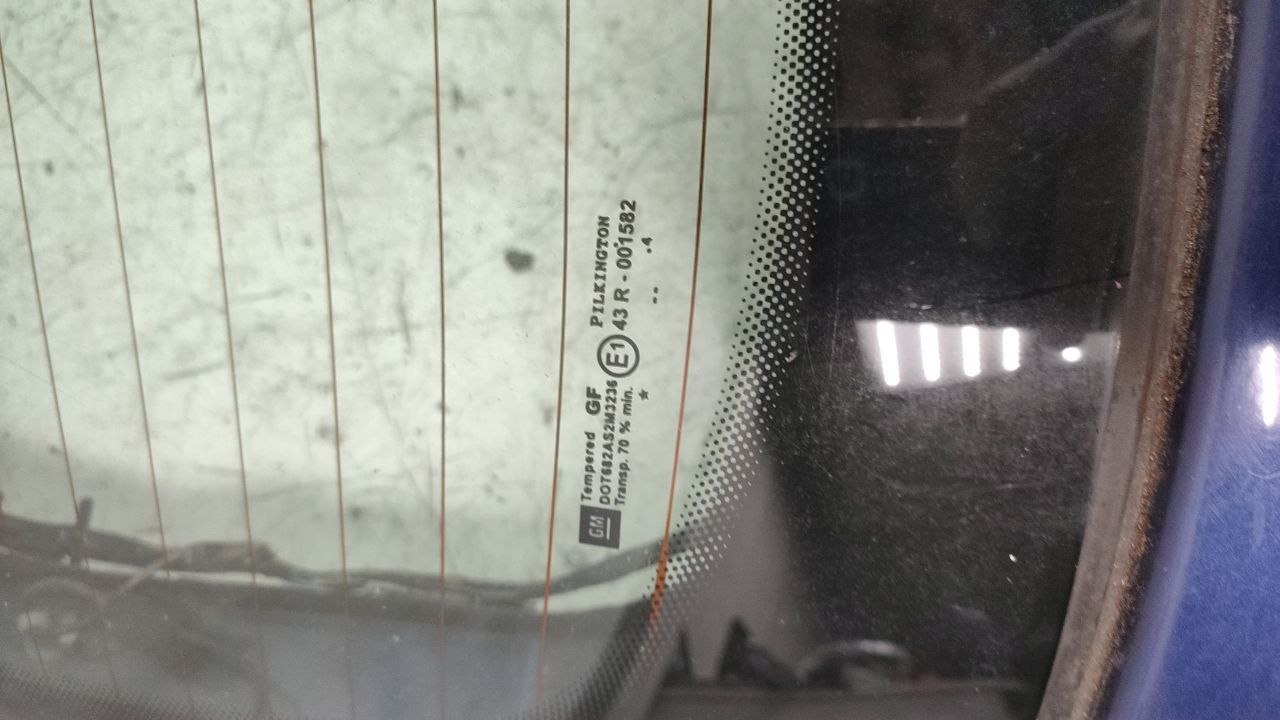 GM
Tempered GF PILKINGTON
DOT682AS2M3236 E1 43 R - 001582
Transp. 70 % min.
.. .4